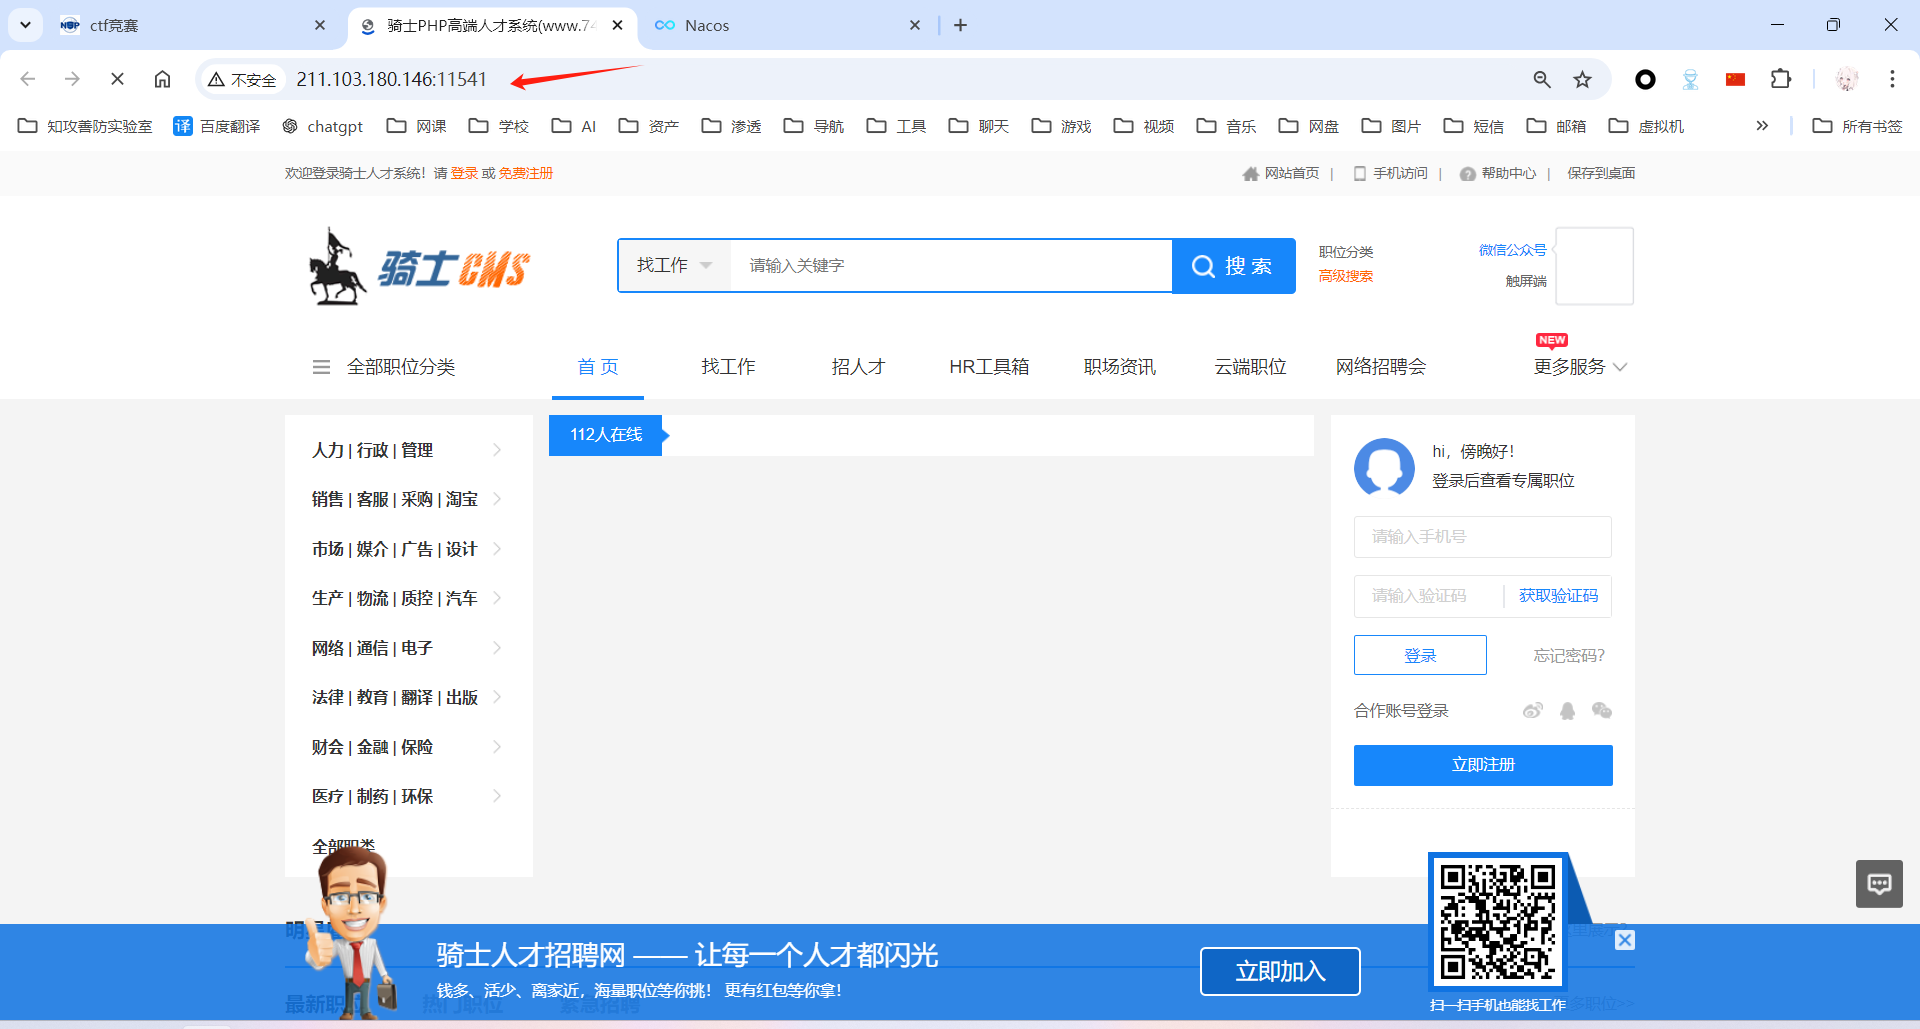 ctf竞赛
骑士PHP高端人才系统(www.74
Nacos
不安全 211.103.180.146:11541
知攻善防实验室 译 百度翻译 chatgpt 网课 学校 AI 资产 渗透 导航 工具 聊天 游戏 视频 音乐 网盘 图片 短信 邮箱 虚拟机 » 所有书签
欢迎登录骑士人才系统！请 登录 或 免费注册
网站首页 | 手机访问 | 帮助中心 | 保存到桌面
骑士CMS
找工作 请输入关键字 搜 索
职位分类
高级搜索
微信公众号
触屏端
NEW
全部职位分类 首 页 找工作 招人才 HR工具箱 职场资讯 云端职位 网络招聘会 更多服务
人力 | 行政 | 管理
销售 | 客服 | 采购 | 淘宝
市场 | 媒介 | 广告 | 设计
生产 | 物流 | 质控 | 汽车
网络 | 通信 | 电子
法律 | 教育 | 翻译 | 出版
财会 | 金融 | 保险
医疗 | 制药 | 环保
全部职类
112人在线
hi，傍晚好！
登录后查看专属职位
请输入手机号
请输入验证码 获取验证码
登录 忘记密码?
合作账号登录
立即注册
骑士人才招聘网 —— 让每一个人才都闪光
钱多、活少、离家近，海量职位等你挑！ 更有红包等你拿！
立即加入
扫一扫手机也能找工作
最新职位 热门职位 紧急招聘